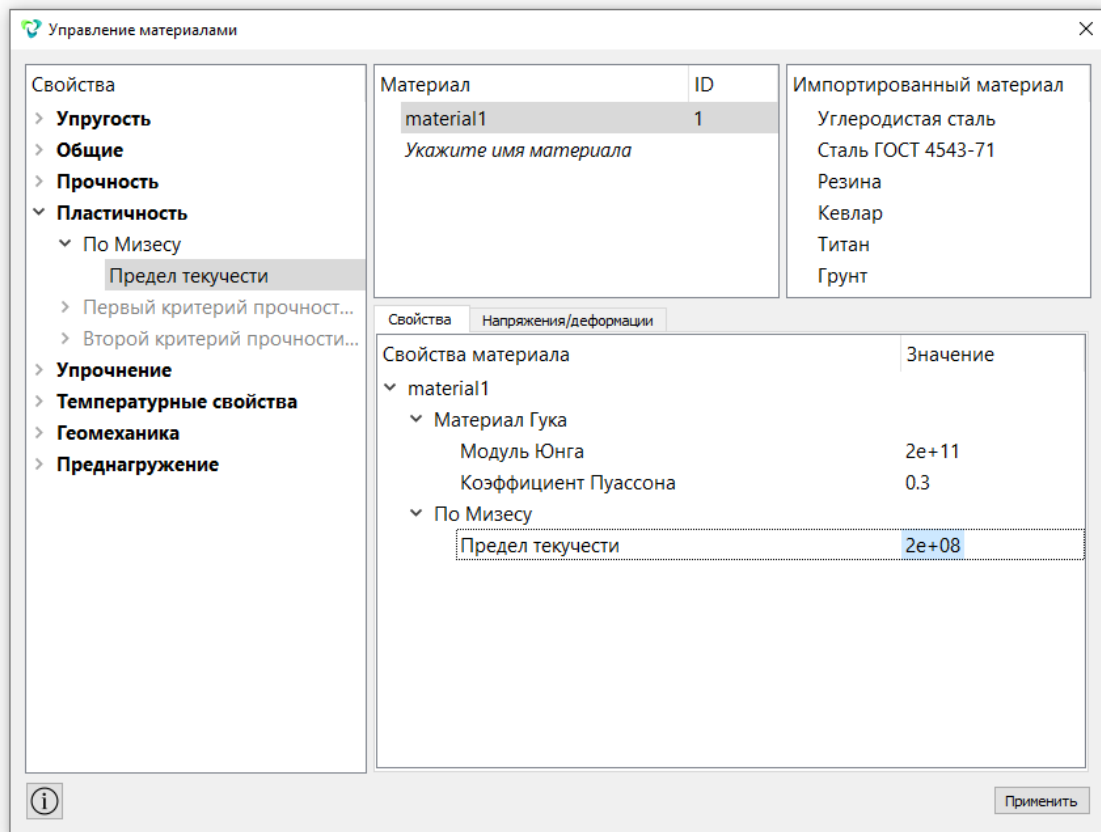 Управление материалами
Свойства
Упругость
Общие
Прочность
Пластичность
По Мизесу
Предел текучести
Первый критерий прочност...
Второй критерий прочности...
Упрочнение
Температурные свойства
Геомеханика
Преднагружение
Материал ID
material1 1
Укажите имя материала
Импортированный материал
Углеродистая сталь
Сталь ГОСТ 4543-71
Резина
Кевлар
Титан
Грунт
Свойства Напряжения/деформации
Свойства материала Значение
material1
Материал Гука
Модуль Юнга 2e+11
Коэффициент Пуассона 0.3
По Мизесу
Предел текучести 2e+08
Применить